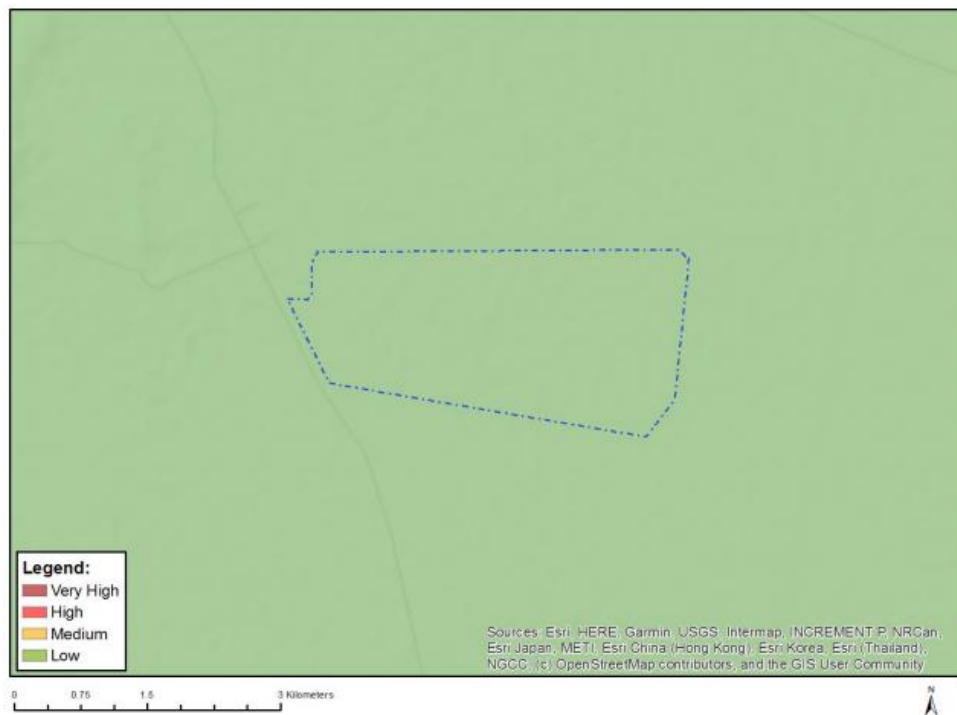 Legend:
Very High
High
Medium
Low
Sources: Esri, HERE, Garmin, USGS, Intermap, INCREMENT P, NRCan,
Esri Japan, METI, Esri China (Hong Kong), Esri Korea, Esri (Thailand),
NGCC, (c) OpenStreetMap contributors, and the GIS User Community
0 0.75 1.5 3 Kilometers
N